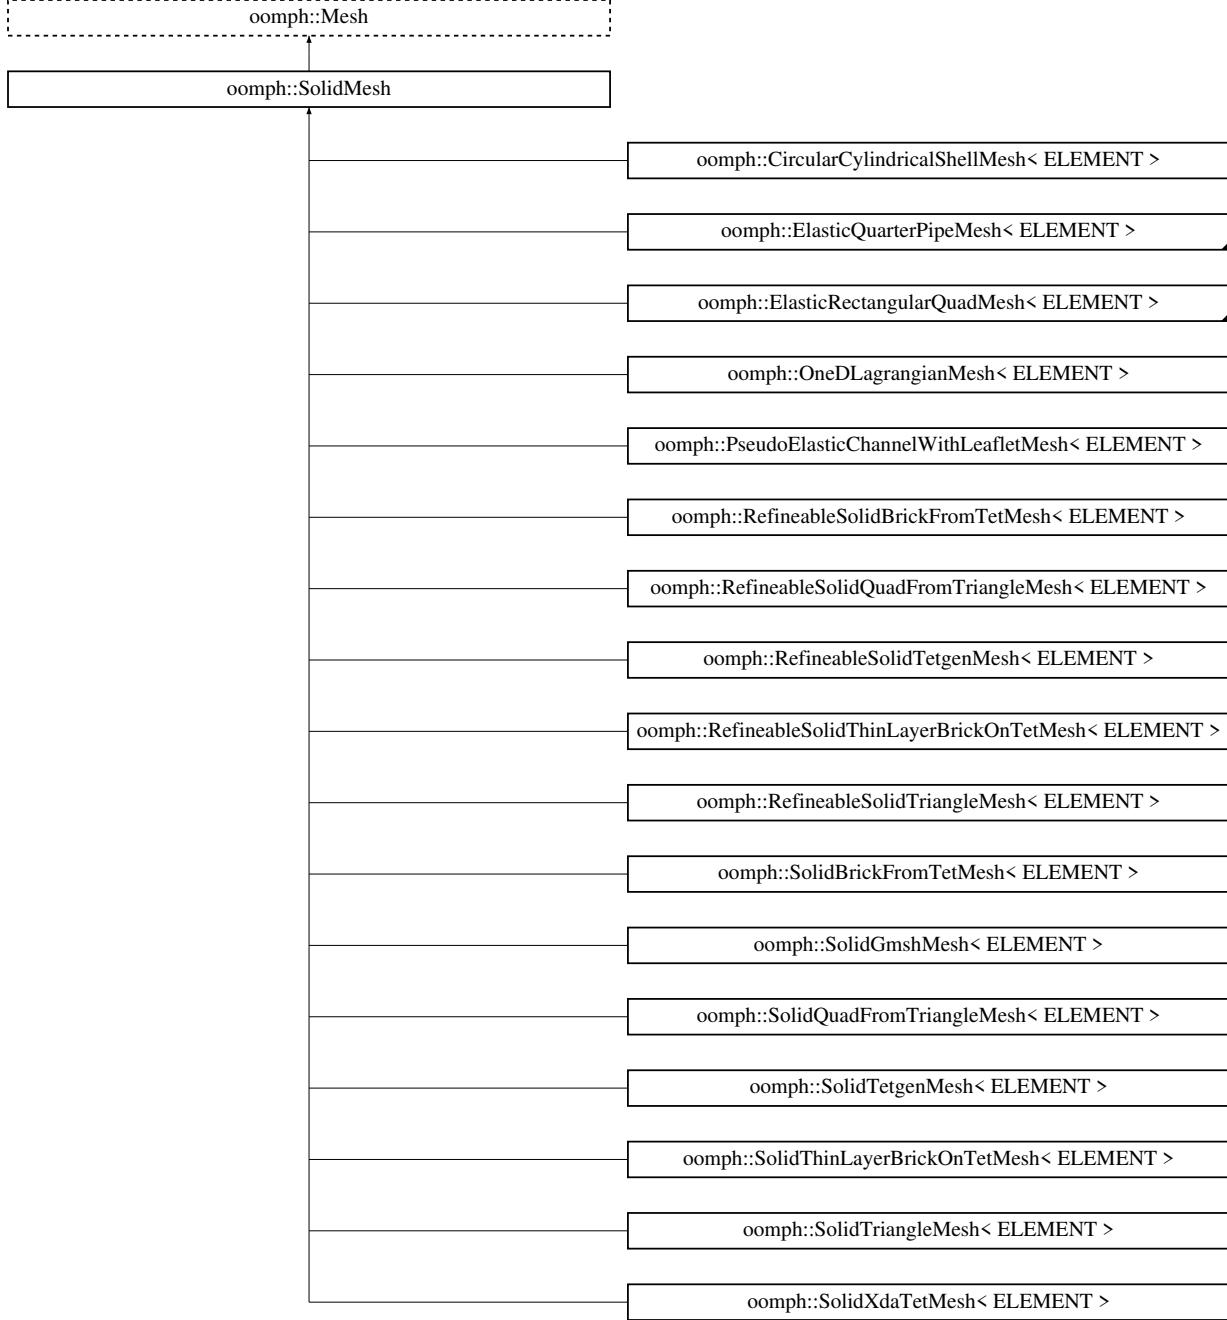 oomph::Mesh
oomph::SolidMesh
oomph::CircularCylindricalShellMesh< ELEMENT >
oomph::ElasticQuarterPipeMesh< ELEMENT >
oomph::ElasticRectangularQuadMesh< ELEMENT >
oomph::OneDLagrangianMesh< ELEMENT >
oomph::PseudoElasticChannelWithLeafletMesh< ELEMENT >
oomph::RefineableSolidBrickFromTetMesh< ELEMENT >
oomph::RefineableSolidQuadFromTriangleMesh< ELEMENT >
oomph::RefineableSolidTetgenMesh< ELEMENT >
oomph::RefineableSolidThinLayerBrickOnTetMesh< ELEMENT >
oomph::RefineableSolidTriangleMesh< ELEMENT >
oomph::SolidBrickFromTetMesh< ELEMENT >
oomph::SolidGmshMesh< ELEMENT >
oomph::SolidQuadFromTriangleMesh< ELEMENT >
oomph::SolidTetgenMesh< ELEMENT >
oomph::SolidThinLayerBrickOnTetMesh< ELEMENT >
oomph::SolidTriangleMesh< ELEMENT >
oomph::SolidXdaTetMesh< ELEMENT >